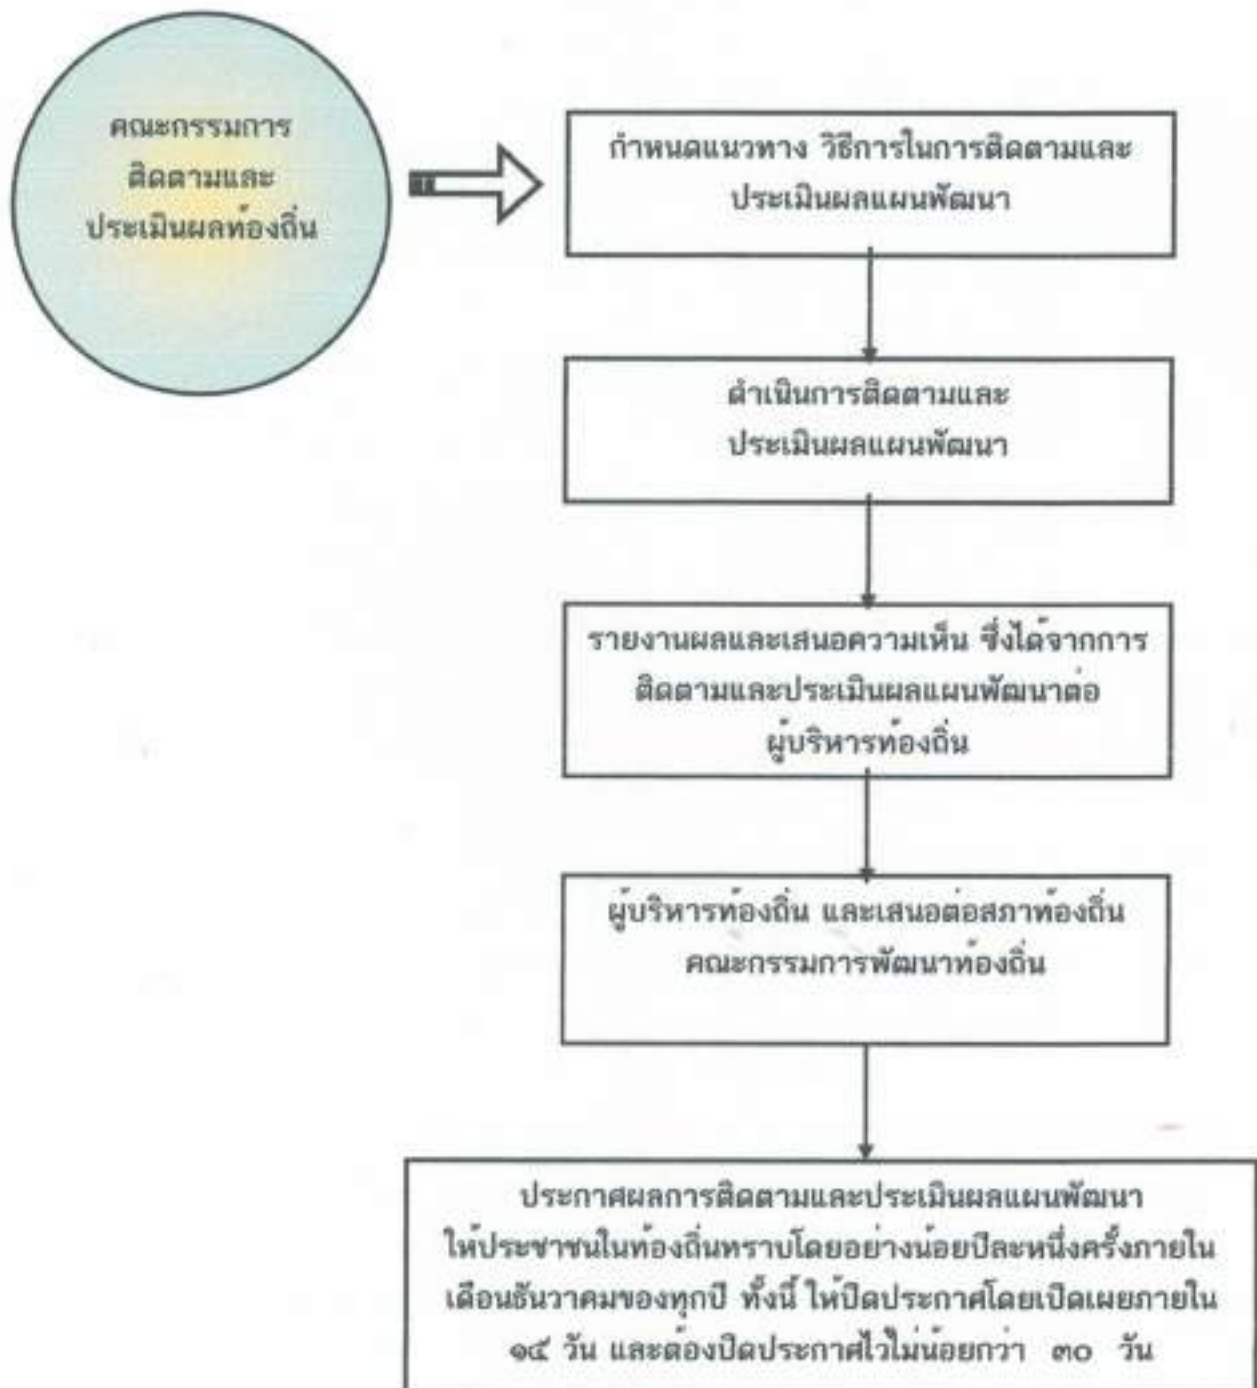 คณะกรรมการ
ติดตามและ
ประเมินผลท้องถิ่น
กำหนดแนวทาง วิธีการในการติดตามและ
ประเมินผลแผนพัฒนา
ดำเนินการติดตามและ
ประเมินผลแผนพัฒนา
รายงานผลและเสนอความเห็น ซึ่งได้จากการ
ติดตามและประเมินผลแผนพัฒนาต่อ
ผู้บริหารท้องถิ่น
ผู้บริหารท้องถิ่น และเสนอต่อสภาท้องถิ่น
คณะกรรมการพัฒนาท้องถิ่น
ประกาศผลการติดตามและประเมินผลแผนพัฒนา
ให้ประชาชนในท้องถิ่นทราบโดยอย่างน้อยปีละหนึ่งครั้งภายใน
เดือนธันวาคมของทุกปี ทั้งนี้ ให้ปิดประกาศโดยเปิดเผยภายใน
๑๕ วัน และต้องปิดประกาศไว้ไม่น้อยกว่า ๓๐ วัน